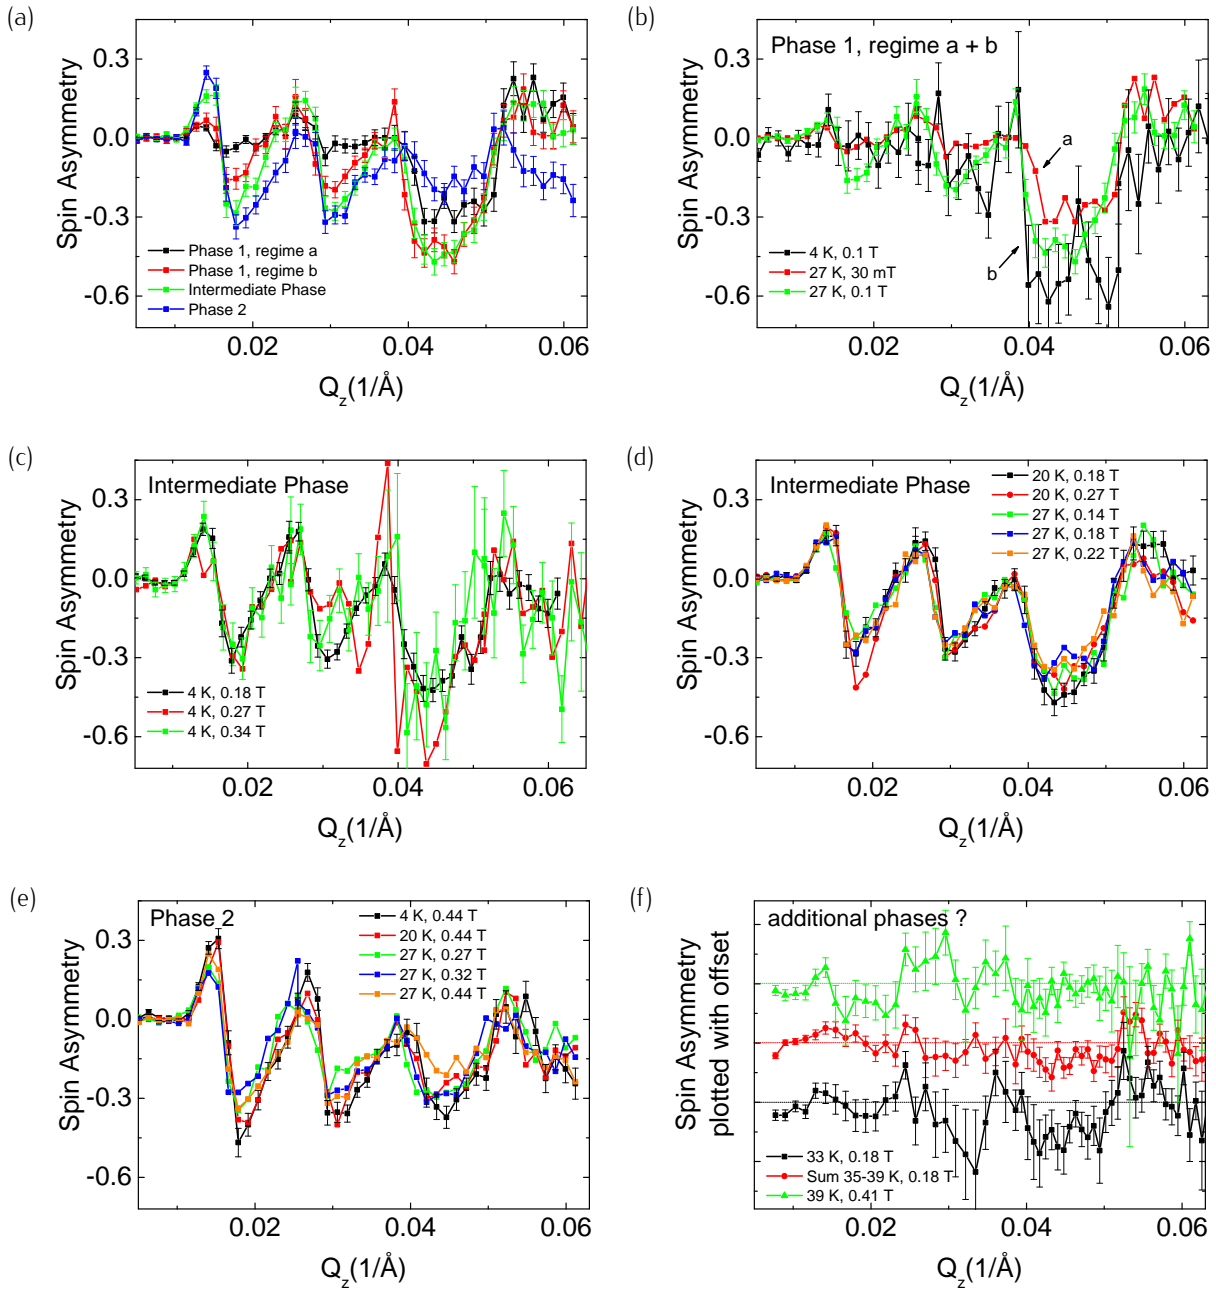 (a)
0.3
0.0
-0.3
-0.6
Spin Asymmetry
Phase 1, regime a
Phase 1, regime b
Intermediate Phase
Phase 2
0.02
0.04
0.06
Q_z(1/Å)
(b)
Phase 1, regime a + b
0.3
0.0
-0.3
-0.6
Spin Asymmetry
a
b
4 K, 0.1 T
27 K, 30 mT
27 K, 0.1 T
0.02
0.04
0.06
Q_z(1/Å)
(c)
Intermediate Phase
0.3
0.0
-0.3
-0.6
Spin Asymmetry
4 K, 0.18 T
4 K, 0.27 T
4 K, 0.34 T
0.02
0.04
0.06
Q_z(1/Å)
(d)
Intermediate Phase
20 K, 0.18 T
20 K, 0.27 T
27 K, 0.14 T
27 K, 0.18 T
27 K, 0.22 T
0.3
0.0
-0.3
-0.6
Spin Asymmetry
0.02
0.04
0.06
Q_z(1/Å)
(e)
Phase 2
4 K, 0.44 T
20 K, 0.44 T
27 K, 0.27 T
27 K, 0.32 T
27 K, 0.44 T
0.3
0.0
-0.3
-0.6
Spin Asymmetry
0.02
0.04
0.06
Q_z(1/Å)
(f)
additional phases ?
Spin Asymmetry
plotted with offset
33 K, 0.18 T
Sum 35-39 K, 0.18 T
39 K, 0.41 T
0.02
0.04
0.06
Q_z(1/Å)